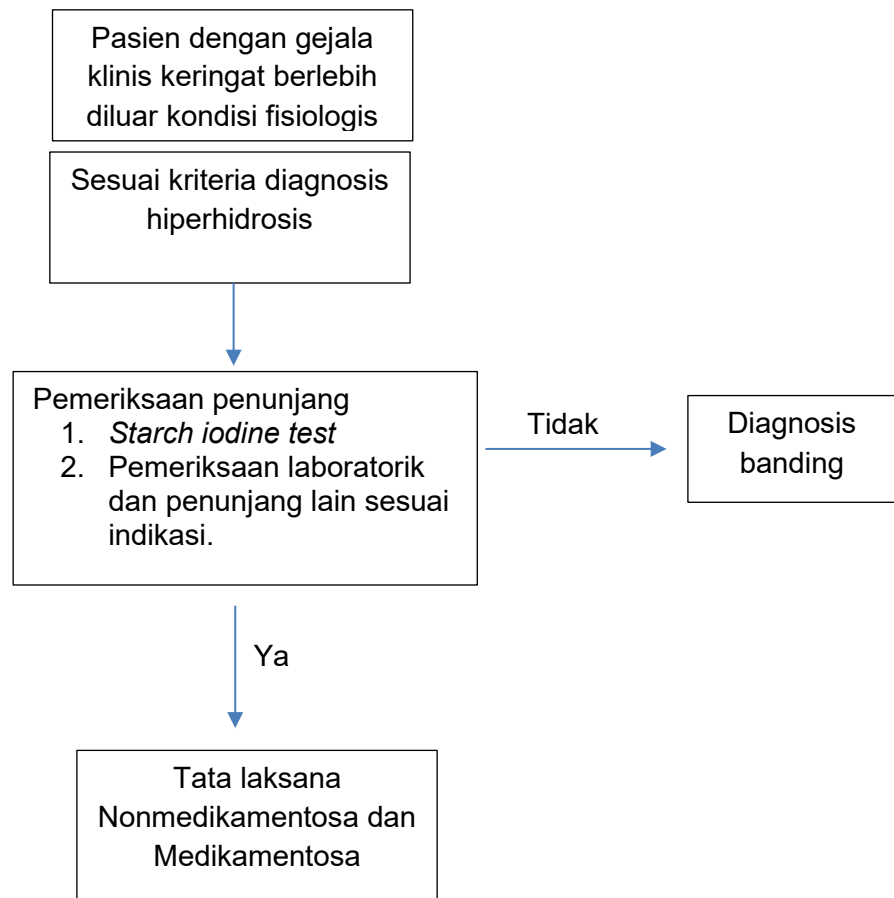 Pasien dengan gejala
klinis keringat berlebih
diluar kondisi fisiologis
Sesuai kriteria diagnosis
hiperhidrosis
Pemeriksaan penunjang
1. Starch iodine test
2. Pemeriksaan laboratorik
dan penunjang lain sesuai
indikasi.
Tidak
Diagnosis
banding
Ya
Tata laksana
Nonmedikamentosa dan
Medikamentosa